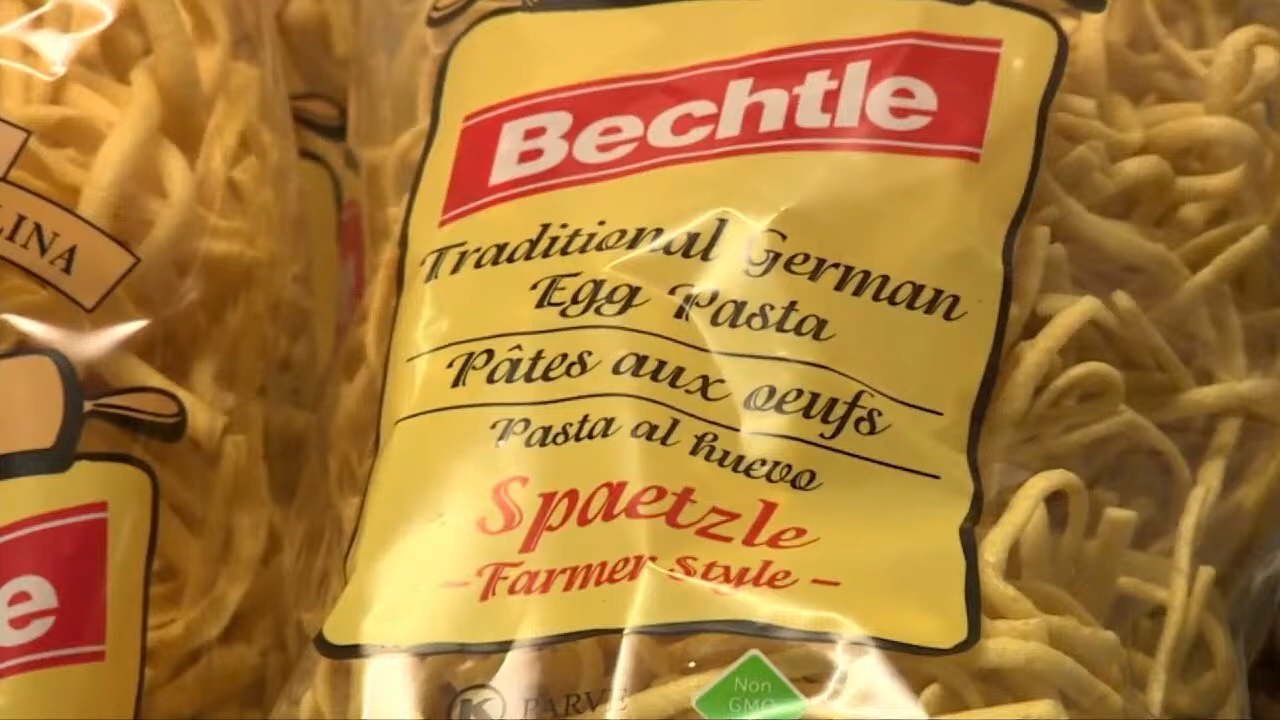 Bechtle
Traditional German
Egg Pasta
Pâtes aux oeufs
Pasta al huevo
Spaetzle
- Farmer Style -
K PARVE
Non
GMO
LINA
e